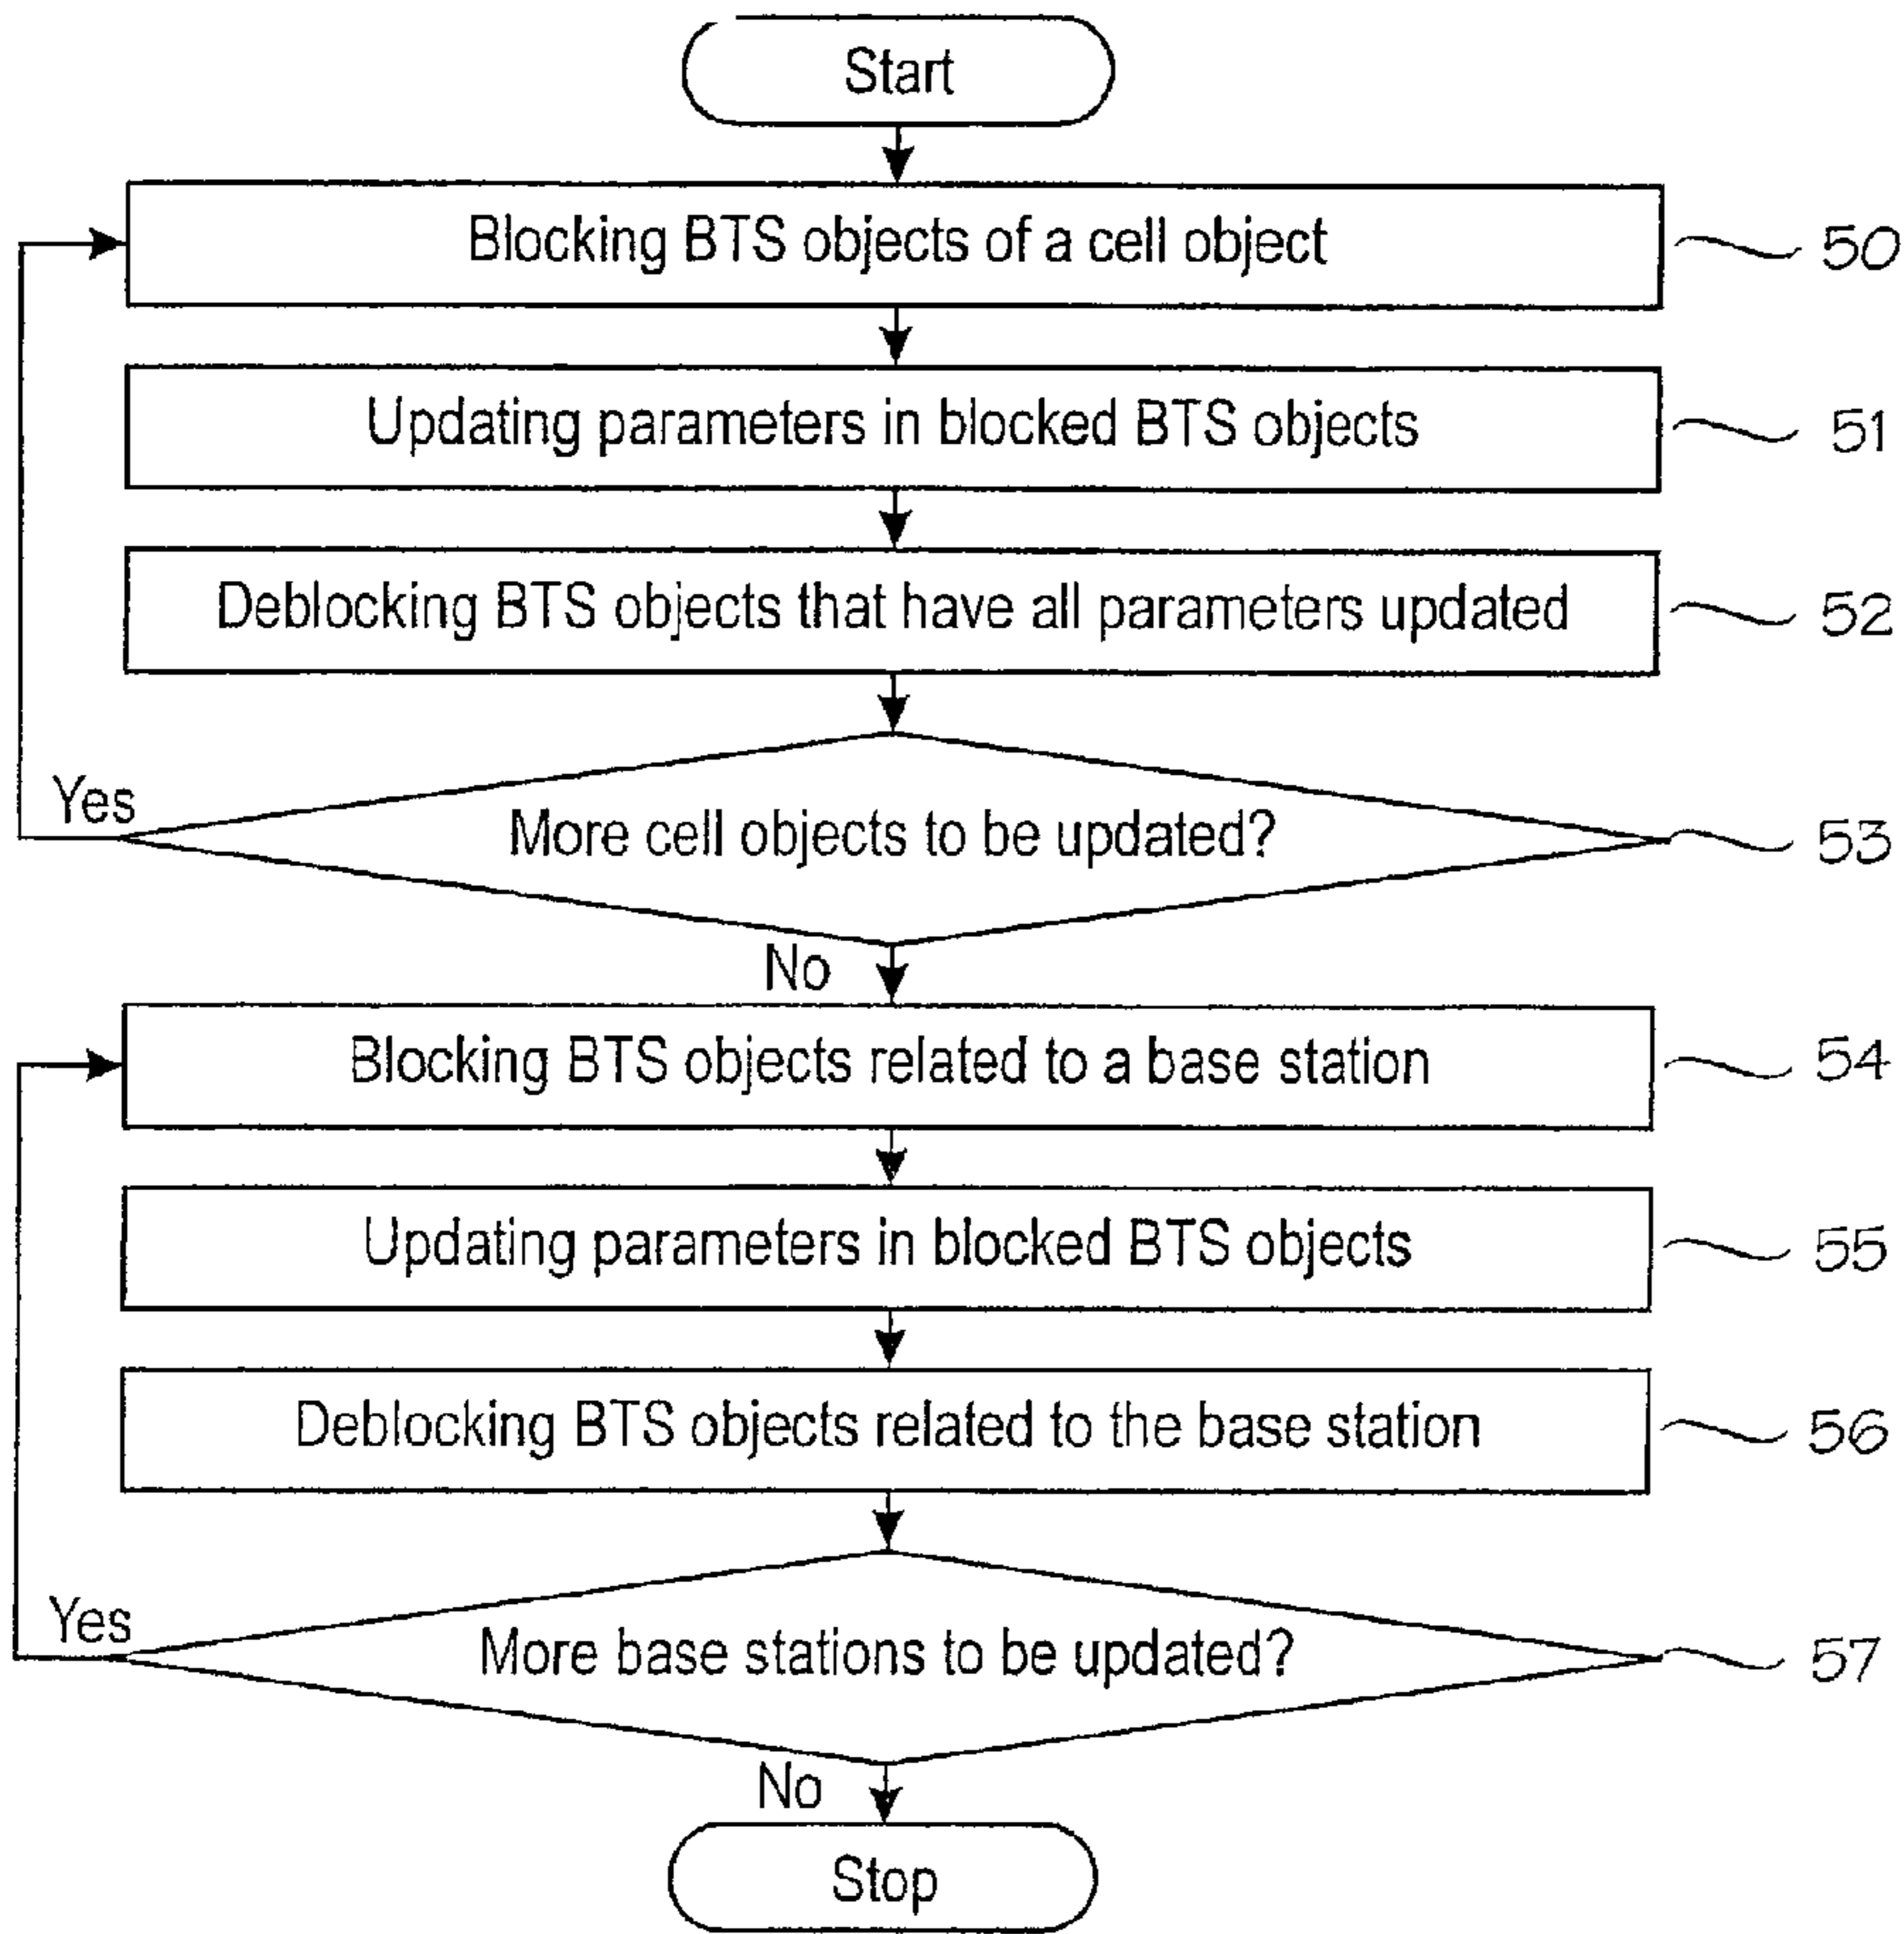 Start
Blocking BTS objects of a cell object
50
Updating parameters in blocked BTS objects
51
Deblocking BTS objects that have all parameters updated
52
Yes
More cell objects to be updated?
53
No
Blocking BTS objects related to a base station
54
Updating parameters in blocked BTS objects
55
Deblocking BTS objects related to the base station
56
Yes
More base stations to be updated?
57
No
Stop